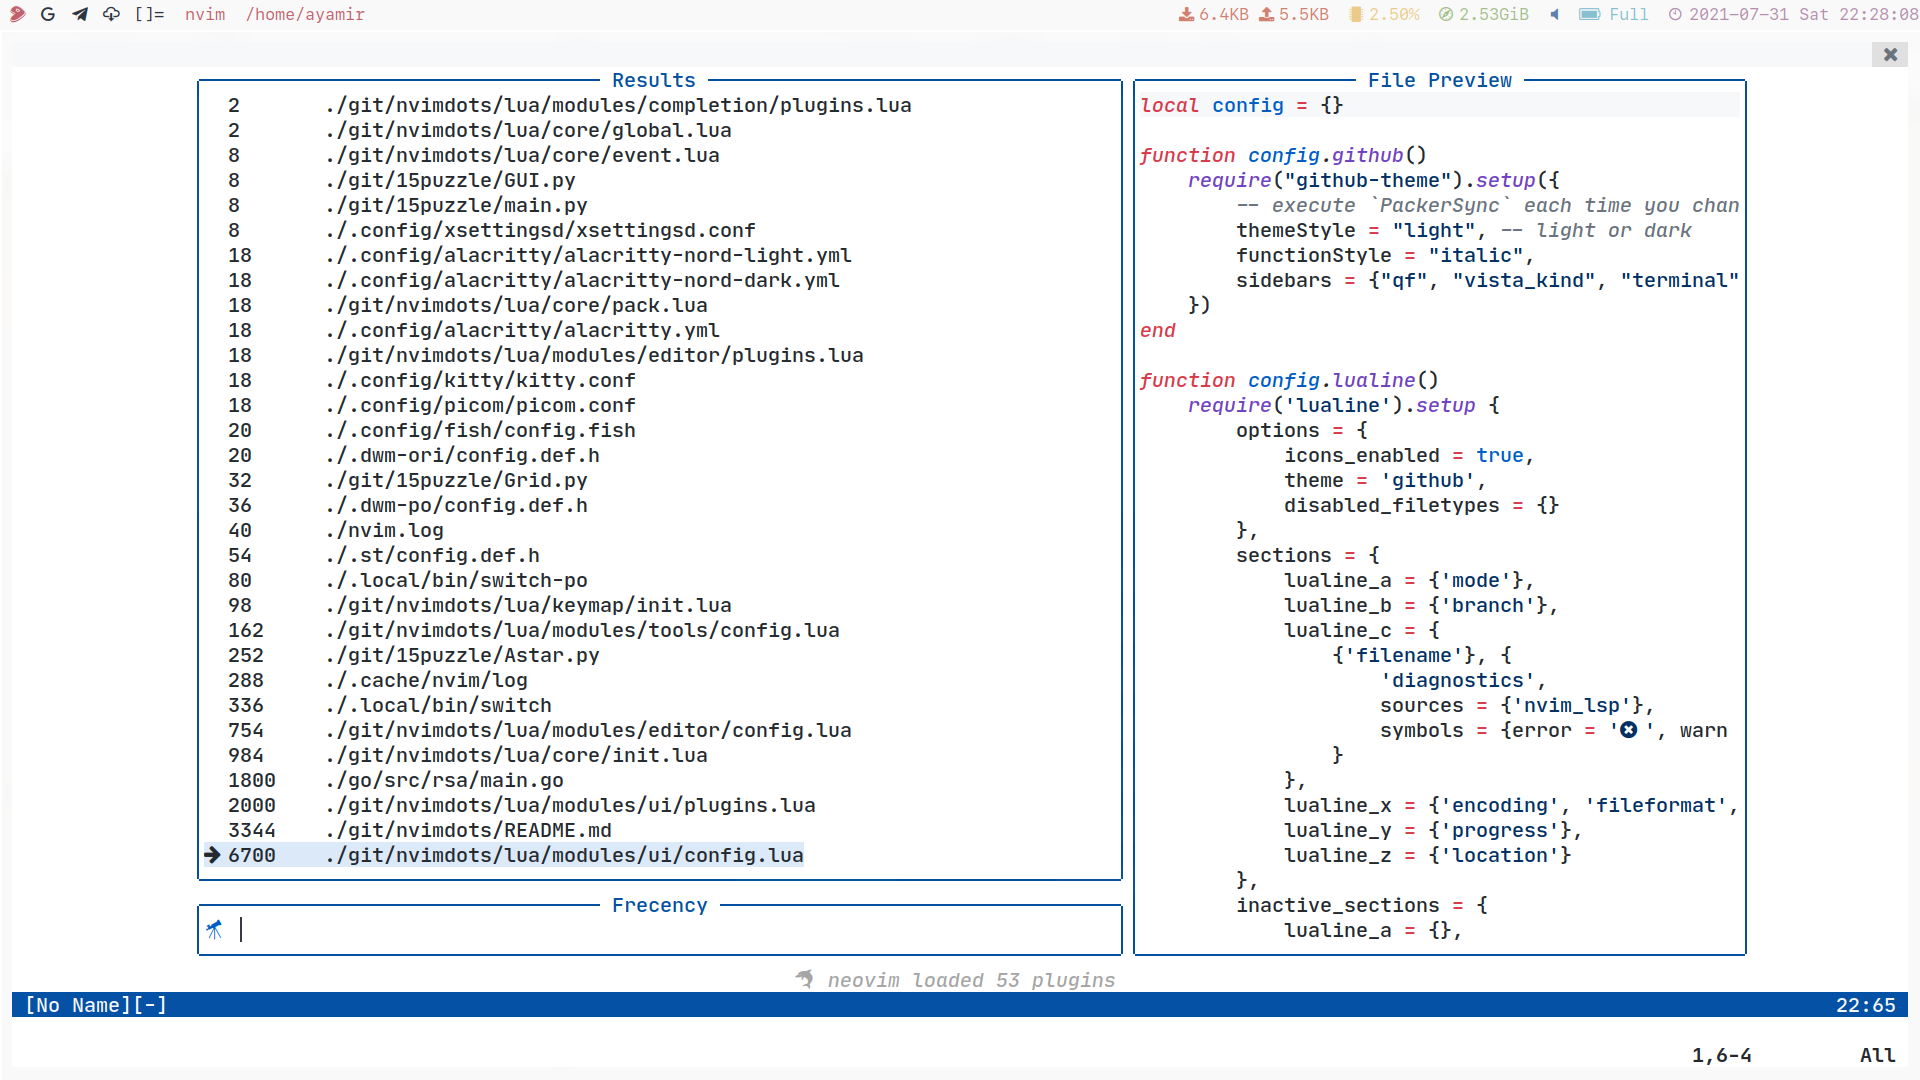 []= nvim /home/ayamir 6.4KB 5.5KB 2.50% 2.53GiB Full 2021-07-31 Sat 22:28:08
Results
2 ./git/nvimdots/lua/modules/completion/plugins.lua
2 ./git/nvimdots/lua/core/global.lua
8 ./git/nvimdots/lua/core/event.lua
8 ./git/15puzzle/GUI.py
8 ./git/15puzzle/main.py
8 ./.config/xsettingsd/xsettingsd.conf
18 ./.config/alacritty/alacritty-nord-light.yml
18 ./.config/alacritty/alacritty-nord-dark.yml
18 ./git/nvimdots/lua/core/pack.lua
18 ./.config/alacritty/alacritty.yml
18 ./git/nvimdots/lua/modules/editor/plugins.lua
18 ./.config/kitty/kitty.conf
18 ./.config/picom/picom.conf
20 ./.config/fish/config.fish
20 ./.dwm-ori/config.def.h
32 ./git/15puzzle/Grid.py
36 ./.dwm-po/config.def.h
40 ./nvim.log
54 ./.st/config.def.h
80 ./.local/bin/switch-po
98 ./git/nvimdots/lua/keymap/init.lua
162 ./git/nvimdots/lua/modules/tools/config.lua
252 ./git/15puzzle/Astar.py
288 ./.cache/nvim/log
336 ./.local/bin/switch
754 ./git/nvimdots/lua/modules/editor/config.lua
984 ./git/nvimdots/lua/core/init.lua
1800 ./go/src/rsa/main.go
2000 ./git/nvimdots/lua/modules/ui/plugins.lua
3344 ./git/nvimdots/README.md
6700 ./git/nvimdots/lua/modules/ui/config.lua
Frecency
File Preview
local config = {}
function config.github()
require("github-theme").setup({
-- execute `PackerSync` each time you chan
themeStyle = "light", -- light or dark
functionStyle = "italic",
sidebars = {"qf", "vista_kind", "terminal"
})
end
function config.lualine()
require('lualine').setup {
options = {
icons_enabled = true,
theme = 'github',
disabled_filetypes = {}
},
sections = {
lualine_a = {'mode'},
lualine_b = {'branch'},
lualine_c = {
{'filename'}, {
'diagnostics',
sources = {'nvim_lsp'},
symbols = {error = ' ', warn
}
},
lualine_x = {'encoding', 'fileformat',
lualine_y = {'progress'},
lualine_z = {'location'}
},
inactive_sections = {
lualine_a = {},
neovim loaded 53 plugins
[No Name][-] 22:65
1,6-4 All